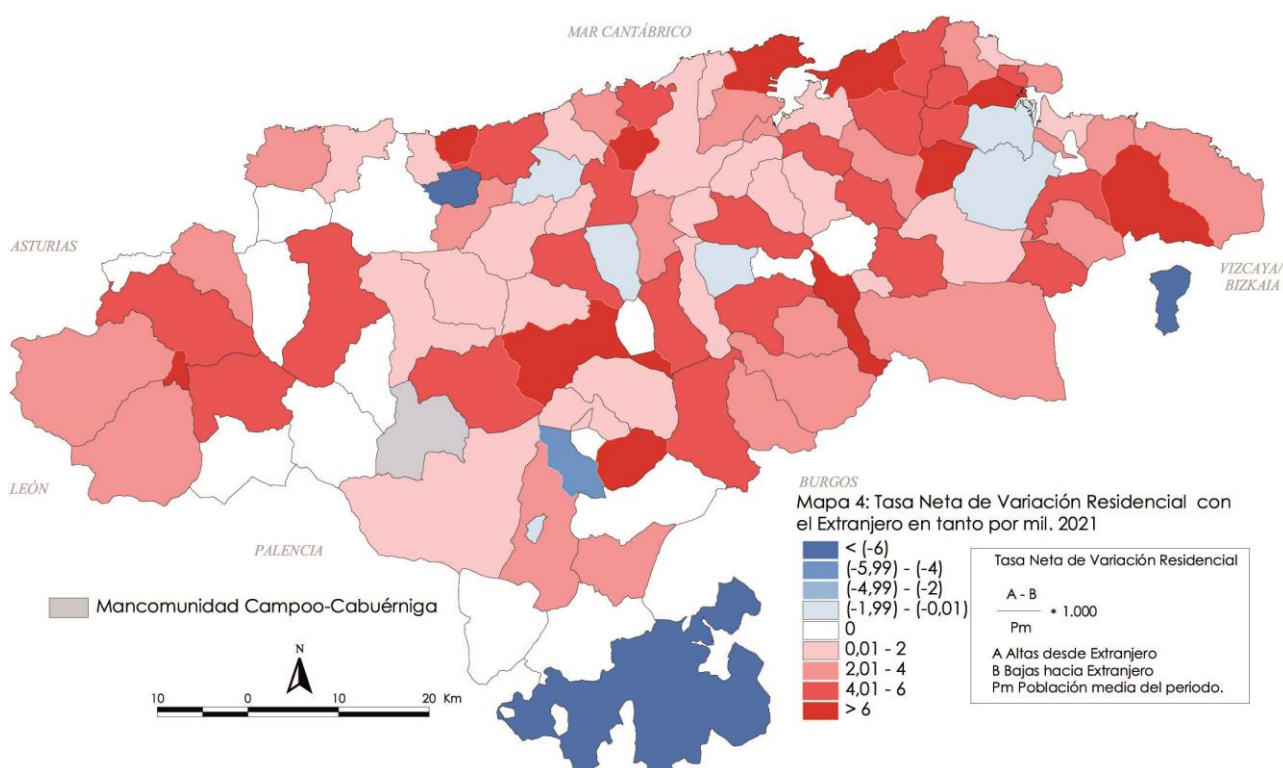 MAR CANTÁBRICO
ASTURIAS
VIZCAYA/
BIZKAIA
LEÓN
BURGOS
PALENCIA
Mapa 4: Tasa Neta de Variación Residencial con
el Extranjero en tanto por mil. 2021
< (-6)
(-5,99) - (-4)
(-4,99) - (-2)
(-1,99) - (-0,01)
0
0,01 - 2
2,01 - 4
4,01 - 6
> 6
Tasa Neta de Variación Residencial
A - B
* 1.000
Pm
A Altas desde Extranjero
B Bajas hacia Extranjero
Pm Población media del periodo.
Mancomunidad Campoo-Cabuérniga
N
10 0 10 20 Km